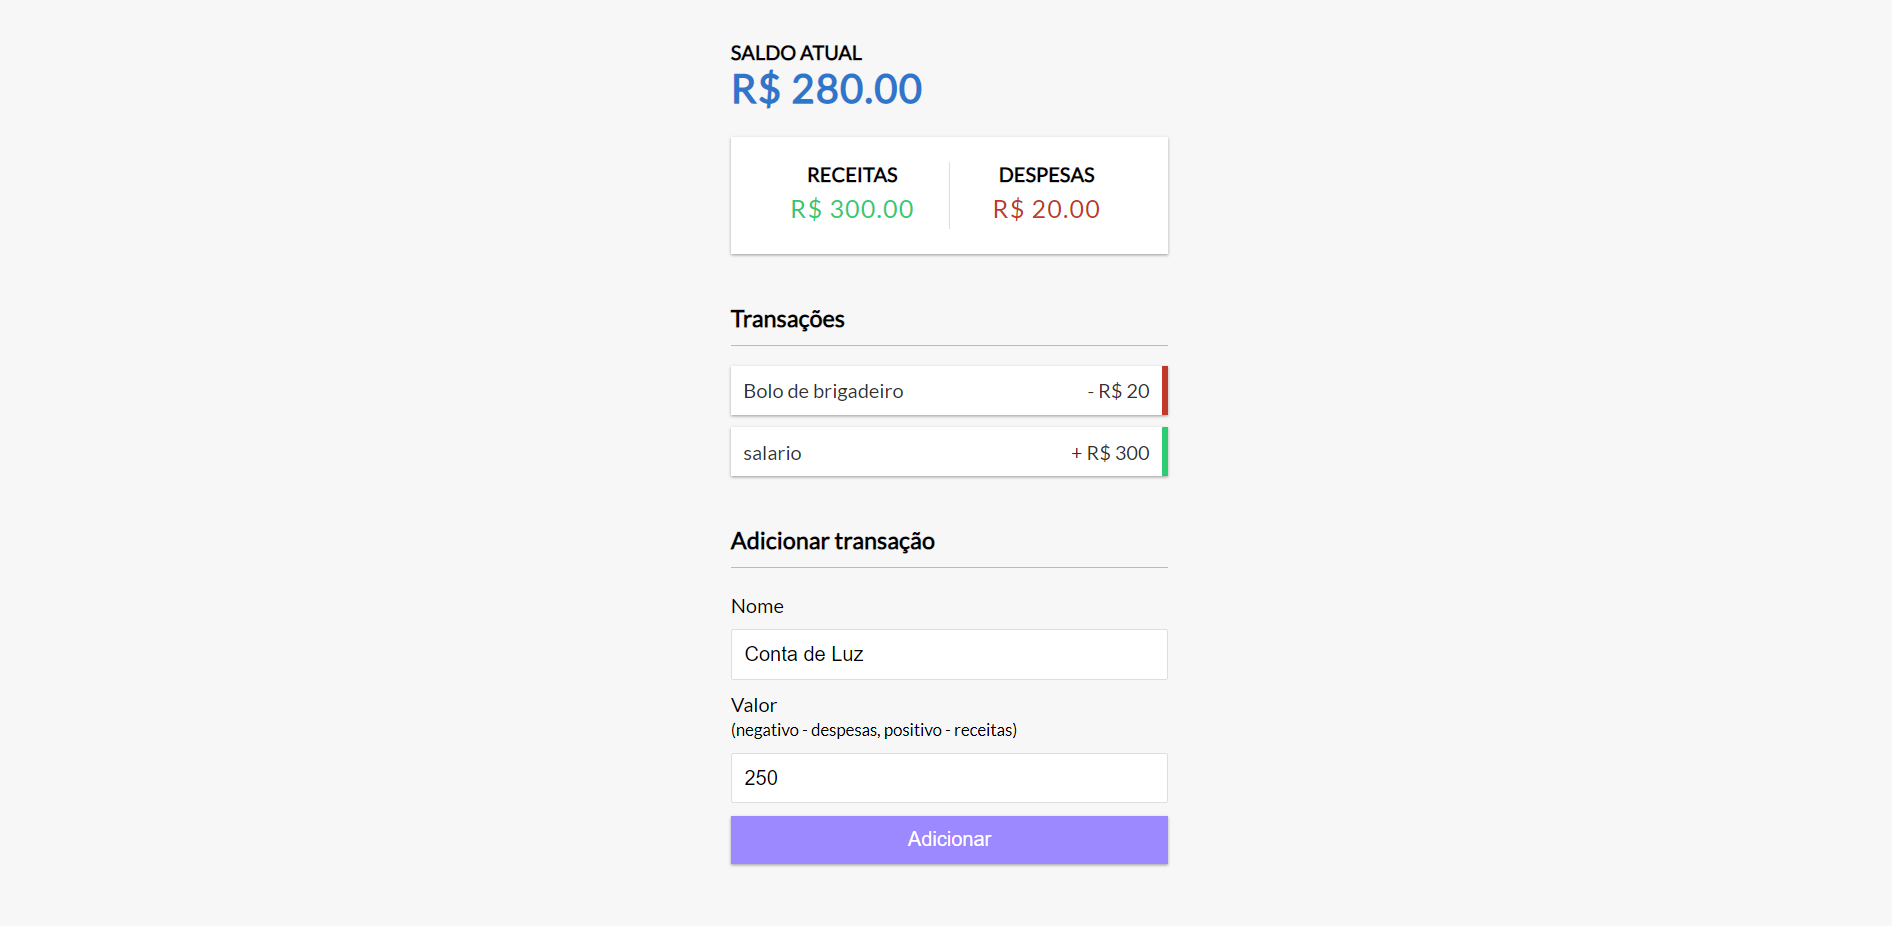 SALDO ATUAL
R$ 280.00
RECEITAS
R$ 300.00
DESPESAS
R$ 20.00
Transações
Bolo de brigadeiro - R$ 20
salario + R$ 300
Adicionar transação
Nome
Conta de Luz
Valor
(negativo - despesas, positivo - receitas)
250
Adicionar